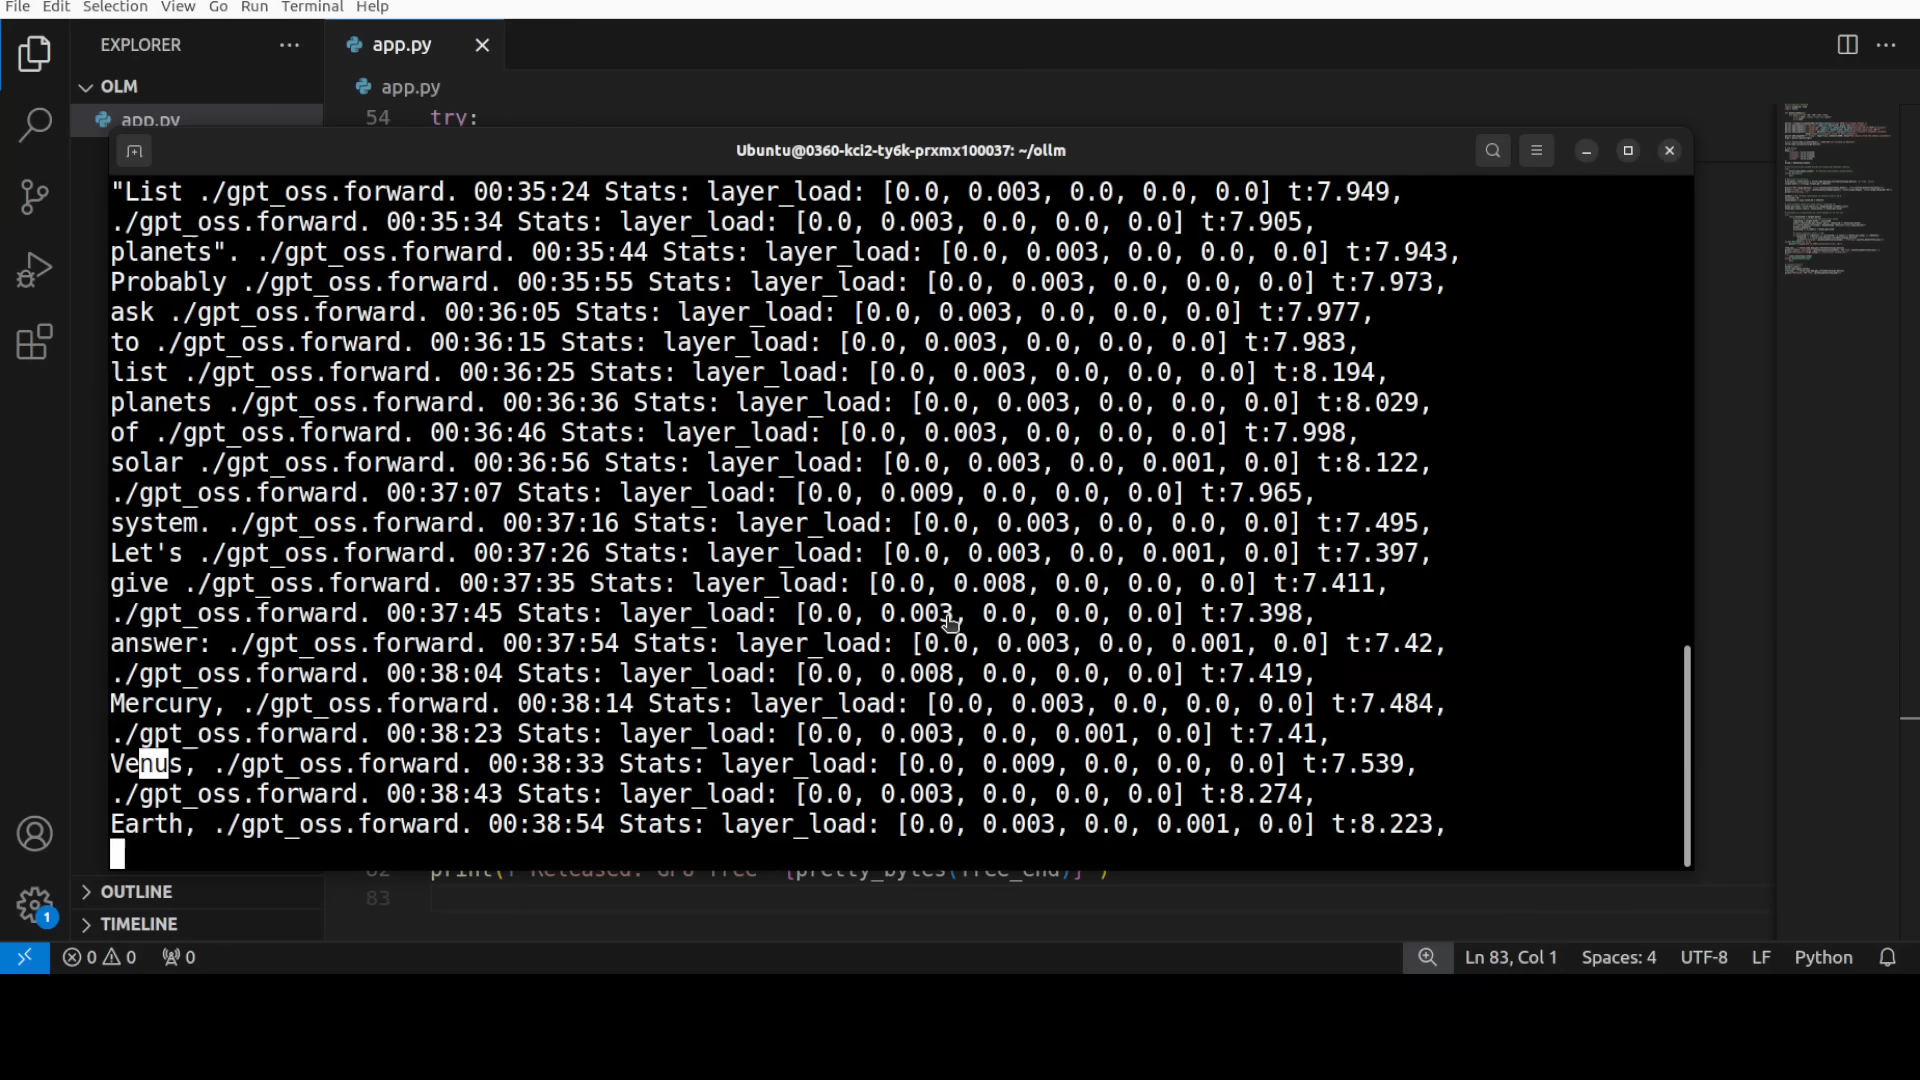 File Edit Selection View Go Run Terminal Help
EXPLORER
app.py
OLM
app.py
app.py
54 try:
Ubuntu@0360-kci2-ty6k-prxmx100037: ~/ollm
"List ./gpt_oss.forward. 00:35:24 Stats: layer_load: [0.0, 0.003, 0.0, 0.0, 0.0] t:7.949,
./gpt_oss.forward. 00:35:34 Stats: layer_load: [0.0, 0.003, 0.0, 0.0, 0.0] t:7.905,
planets". ./gpt_oss.forward. 00:35:44 Stats: layer_load: [0.0, 0.003, 0.0, 0.0, 0.0] t:7.943,
Probably ./gpt_oss.forward. 00:35:55 Stats: layer_load: [0.0, 0.003, 0.0, 0.0, 0.0] t:7.973,
ask ./gpt_oss.forward. 00:36:05 Stats: layer_load: [0.0, 0.003, 0.0, 0.0, 0.0] t:7.977,
to ./gpt_oss.forward. 00:36:15 Stats: layer_load: [0.0, 0.003, 0.0, 0.0, 0.0] t:7.983,
list ./gpt_oss.forward. 00:36:25 Stats: layer_load: [0.0, 0.003, 0.0, 0.0, 0.0] t:8.194,
planets ./gpt_oss.forward. 00:36:36 Stats: layer_load: [0.0, 0.003, 0.0, 0.0, 0.0] t:8.029,
of ./gpt_oss.forward. 00:36:46 Stats: layer_load: [0.0, 0.003, 0.0, 0.0, 0.0] t:7.998,
solar ./gpt_oss.forward. 00:36:56 Stats: layer_load: [0.0, 0.003, 0.0, 0.001, 0.0] t:8.122,
./gpt_oss.forward. 00:37:07 Stats: layer_load: [0.0, 0.009, 0.0, 0.0, 0.0] t:7.965,
system. ./gpt_oss.forward. 00:37:16 Stats: layer_load: [0.0, 0.003, 0.0, 0.0, 0.0] t:7.495,
Let's ./gpt_oss.forward. 00:37:26 Stats: layer_load: [0.0, 0.003, 0.0, 0.001, 0.0] t:7.397,
give ./gpt_oss.forward. 00:37:35 Stats: layer_load: [0.0, 0.008, 0.0, 0.0, 0.0] t:7.411,
./gpt_oss.forward. 00:37:45 Stats: layer_load: [0.0, 0.003, 0.0, 0.0, 0.0] t:7.398,
answer: ./gpt_oss.forward. 00:37:54 Stats: layer_load: [0.0, 0.003, 0.0, 0.001, 0.0] t:7.42,
./gpt_oss.forward. 00:38:04 Stats: layer_load: [0.0, 0.008, 0.0, 0.0, 0.0] t:7.419,
Mercury, ./gpt_oss.forward. 00:38:14 Stats: layer_load: [0.0, 0.003, 0.0, 0.0, 0.0] t:7.484,
./gpt_oss.forward. 00:38:23 Stats: layer_load: [0.0, 0.003, 0.0, 0.001, 0.0] t:7.41,
Venus, ./gpt_oss.forward. 00:38:33 Stats: layer_load: [0.0, 0.009, 0.0, 0.0, 0.0] t:7.539,
./gpt_oss.forward. 00:38:43 Stats: layer_load: [0.0, 0.003, 0.0, 0.0, 0.0] t:8.274,
Earth, ./gpt_oss.forward. 00:38:54 Stats: layer_load: [0.0, 0.003, 0.0, 0.001, 0.0] t:8.223,
83
OUTLINE
TIMELINE
1
0 0 0
Ln 83, Col 1 Spaces: 4 UTF-8 LF Python